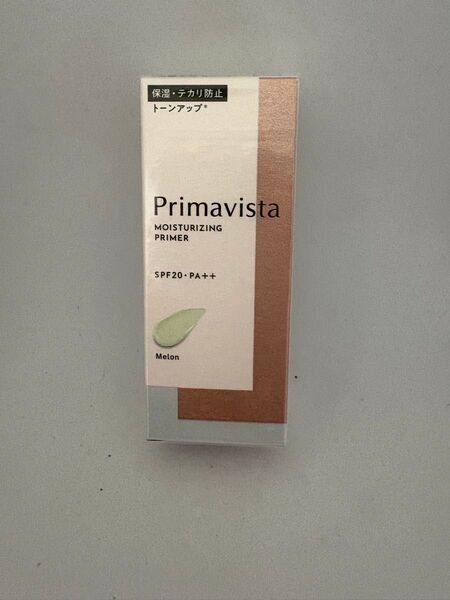 保湿・テカリ防止
トーンアップ*
Primavista
MOISTURIZING
PRIMER
SPF20・PA++
Melon